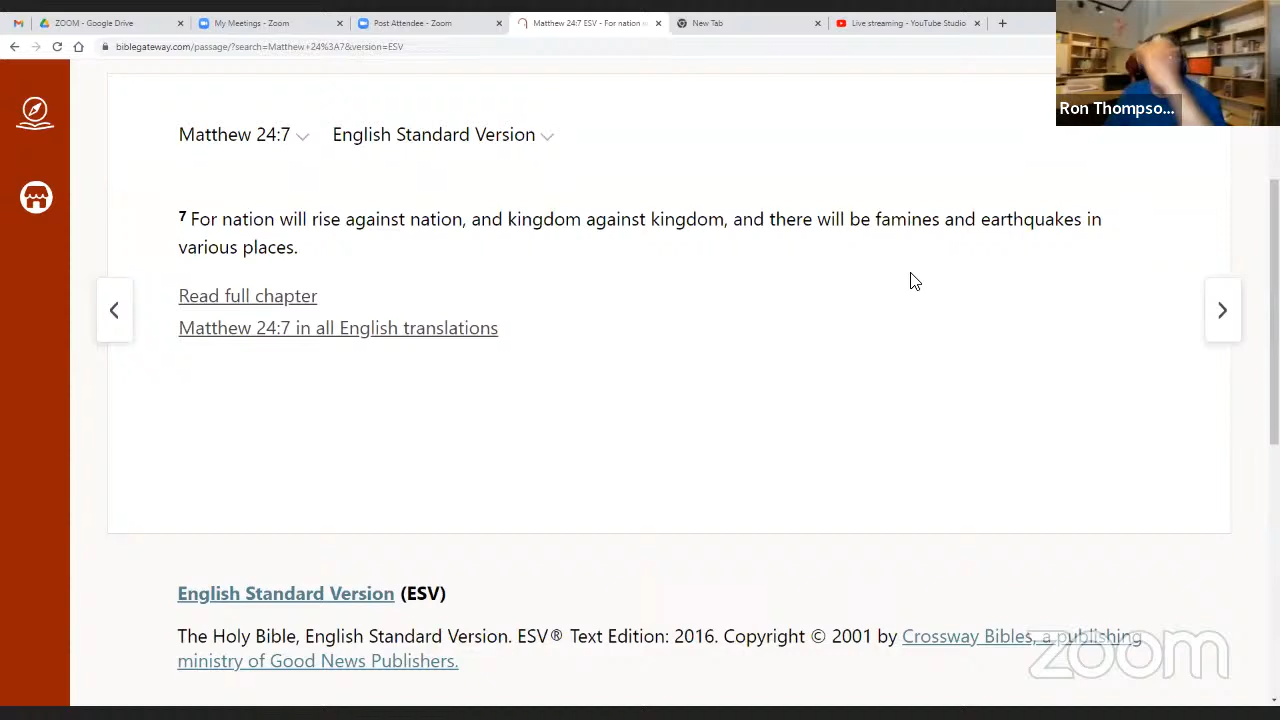 ZOOM - Google Drive
My Meetings - Zoom
Post Attendee - Zoom
Matthew 24:7 ESV - For nation w
New Tab
Live streaming - YouTube Studio
biblegateway.com/passage/?search=Matthew+24%3A7&version=ESV
Ron Thompso...
Matthew 24:7 English Standard Version
7 For nation will rise against nation, and kingdom against kingdom, and there will be famines and earthquakes in
various places.
Read full chapter
Matthew 24:7 in all English translations
English Standard Version (ESV)
The Holy Bible, English Standard Version. ESV® Text Edition: 2016. Copyright © 2001 by Crossway Bibles, a publishing
ministry of Good News Publishers.
zoom